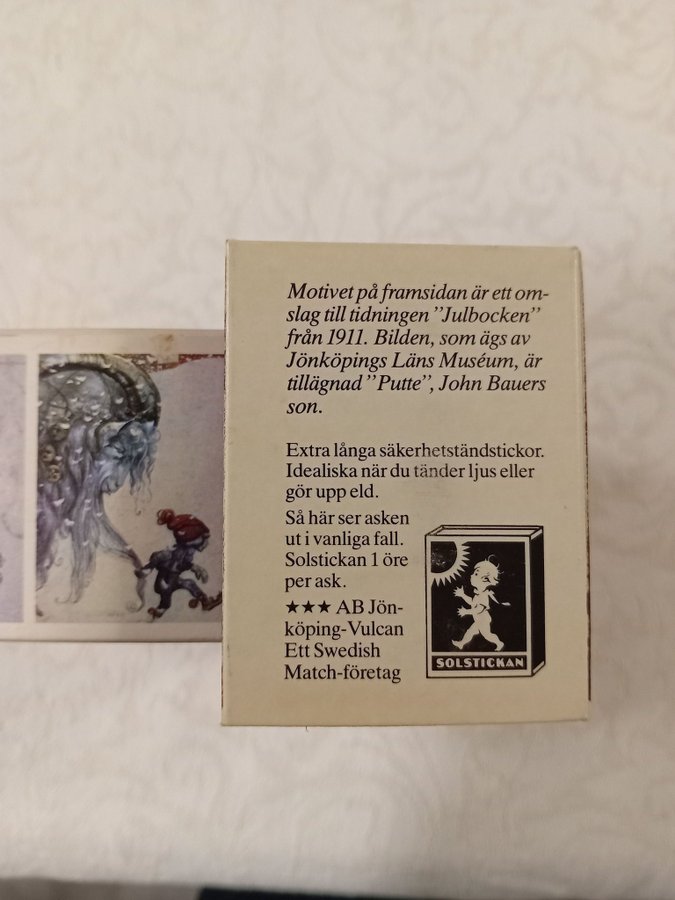 Motivet på framsidan är ett om-
slag till tidningen "Julbocken"
från 1911. Bilden, som ägs av
Jönköpings Läns Muséum, är
tillägnad "Putte", John Bauers
son.
Extra långa säkerhetständstickor.
Idealiska när du tänder ljus eller
gör upp eld.
Så här ser asken
ut i vanliga fall.
Solstickan 1 öre
per ask.
★★★ AB Jön-
köping-Vulcan
Ett Swedish
Match-företag
SOLSTICKAN